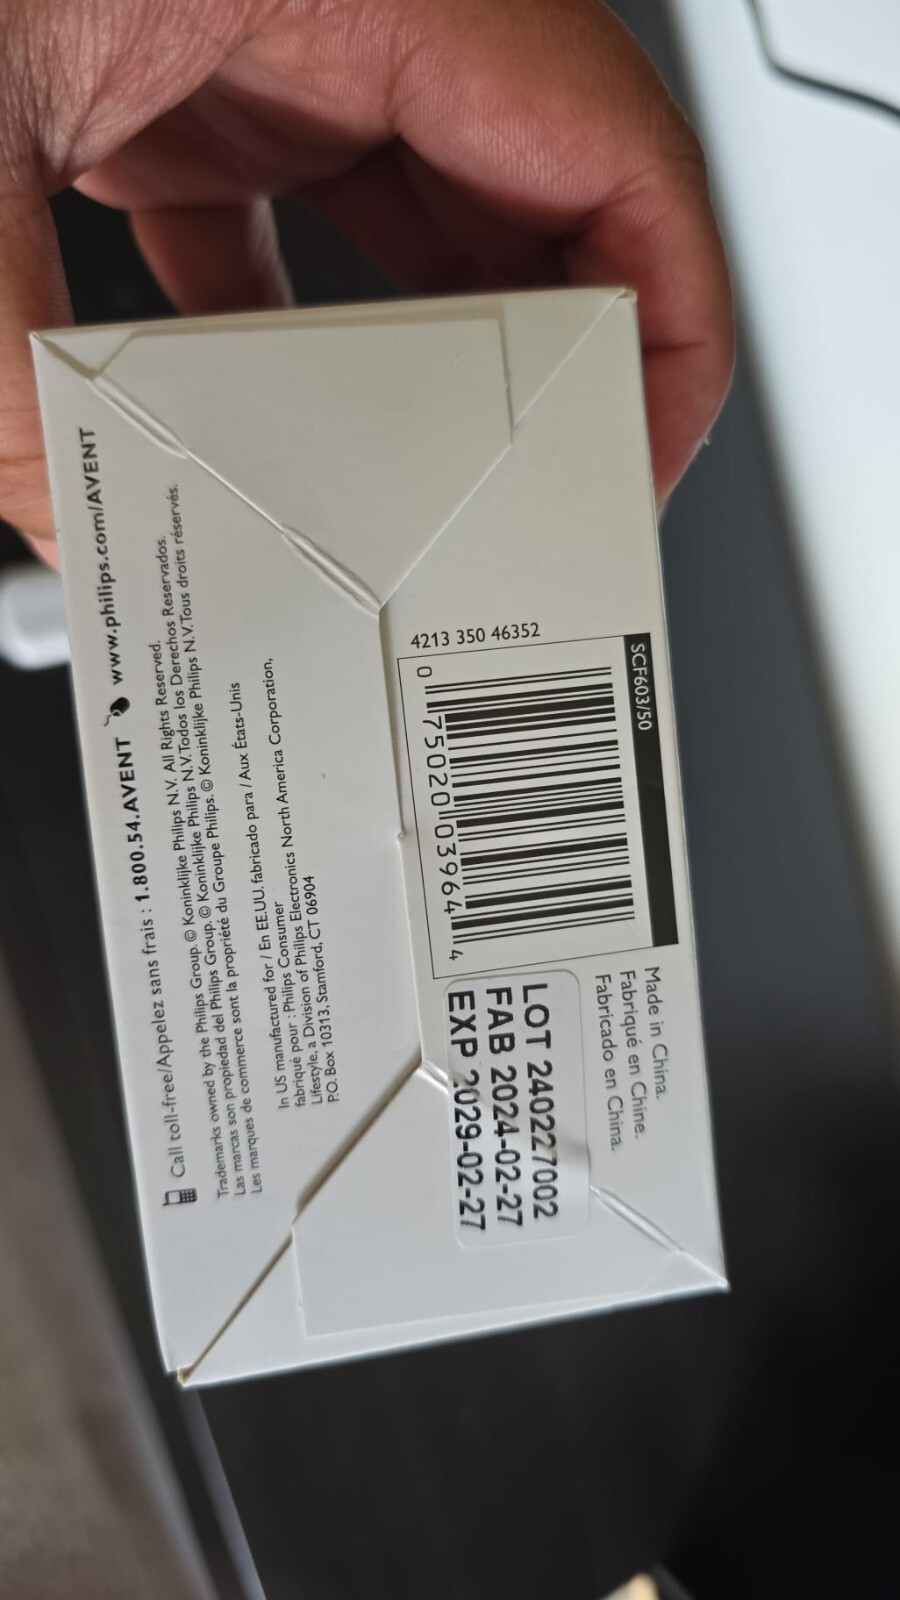 Call toll-free/Appelez sans frais : 1.800.54.AVENT www.philips.com/AVENT
Trademarks owned by the Philips Group. © Koninklijke Philips N.V. All Rights Reserved.
Las marcas son propiedad del Philips Group. © Koninklijke Philips N.V. Todos los Derechos Reservados.
Les marques de commerce sont la propriété du Groupe Philips. © Koninklijke Philips N.V. Tous droits réservés.
In US manufactured for / En EE.UU. fabricado para / Aux États-Unis
fabriqué pour : Philips Consumer
Lifestyle, a Division of Philips Electronics North America Corporation,
P.O. Box 10313, Stamford, CT 06904
SCF603/50
4213 350 46352
0 75020 03964 4
Made in China.
Fabriqué en Chine.
Fabricado en China.
LOT 240227002
FAB 2024-02-27
EXP 2029-02-27